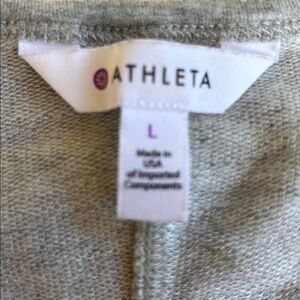 ATHLETA
L
Made in
USA
of Imported
Components